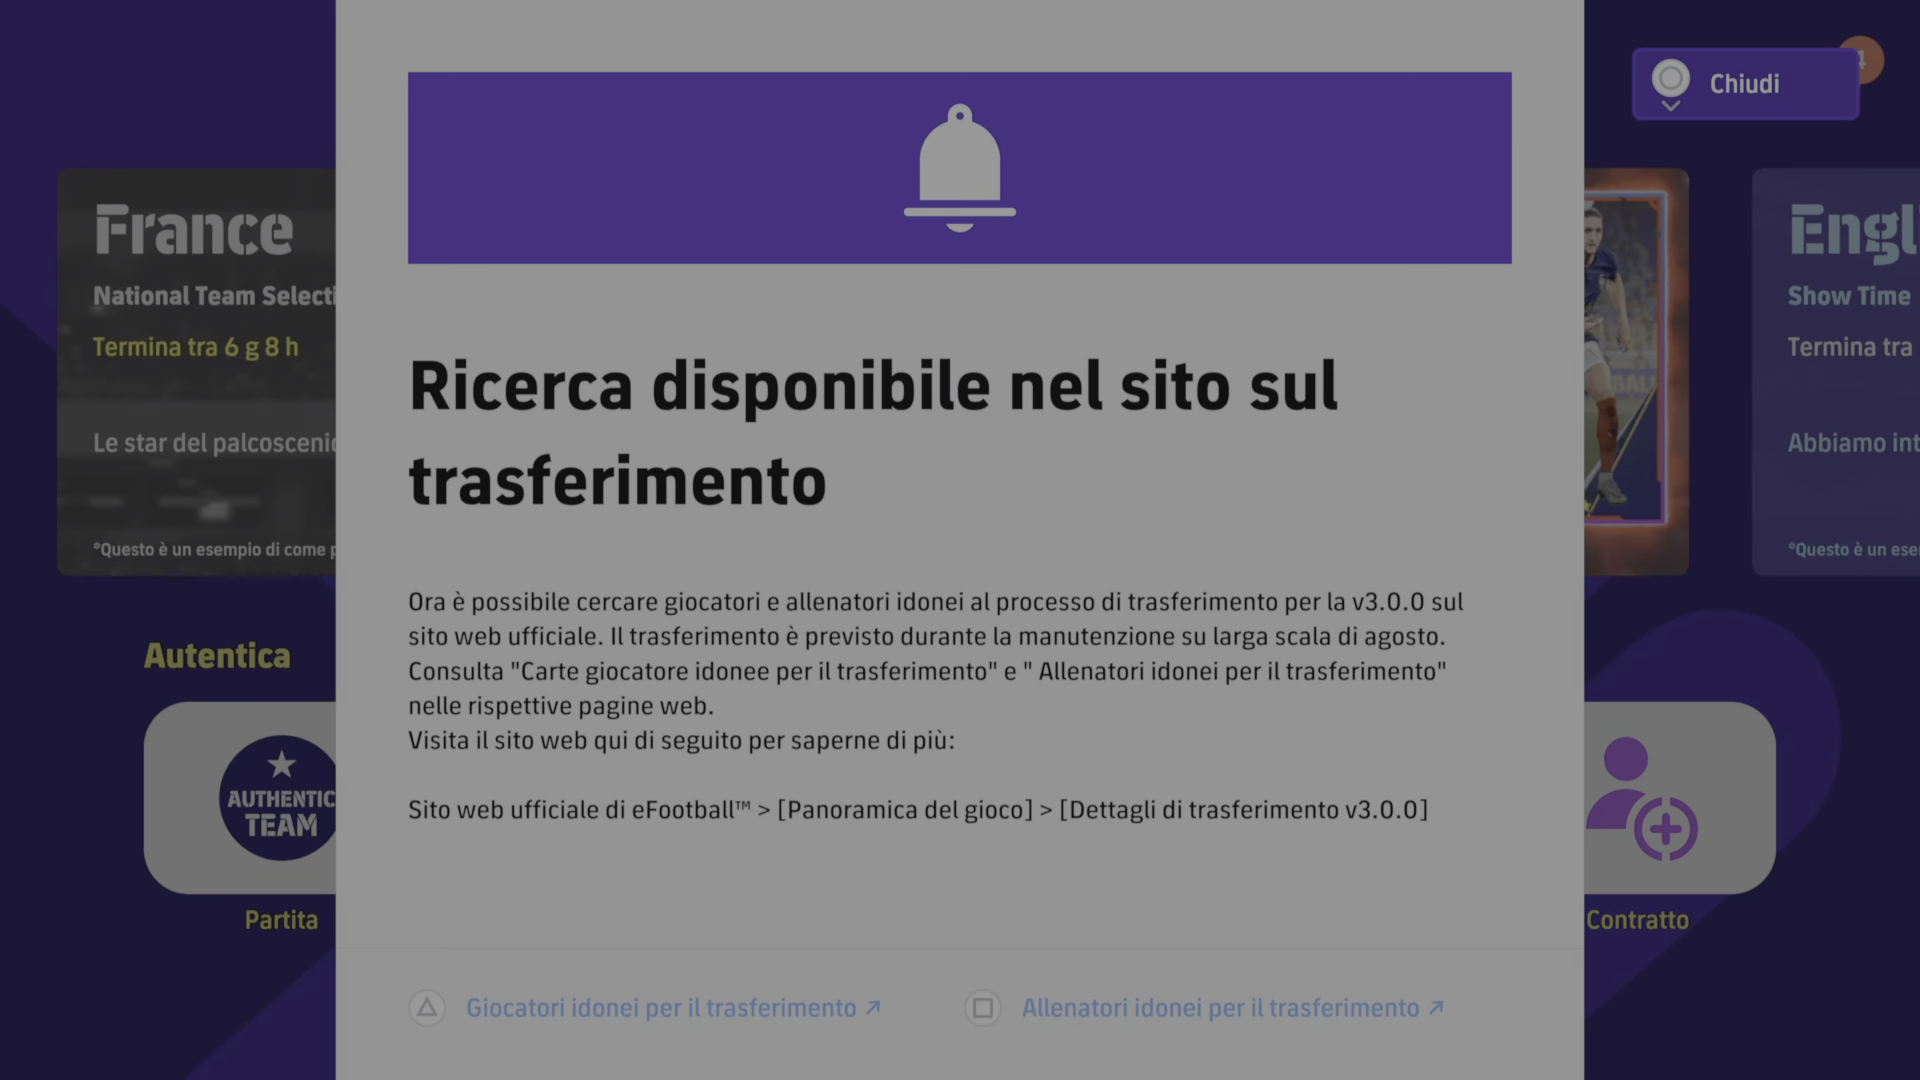 Chiudi
France
National Team Selecti
Termina tra 6 g 8 h
Le star del palcosceni
*Questo è un esempio di come
Autentica
AUTHENTIC
TEAM
Partita
Ricerca disponibile nel sito sul
trasferimento
Ora è possibile cercare giocatori e allenatori idonei al processo di trasferimento per la v3.0.0 sul
sito web ufficiale. Il trasferimento è previsto durante la manutenzione su larga scala di agosto.
Consulta "Carte giocatore idonee per il trasferimento" e " Allenatori idonei per il trasferimento"
nelle rispettive pagine web.
Visita il sito web qui di seguito per saperne di più:
Sito web ufficiale di eFootball™ > [Panoramica del gioco] > [Dettagli di trasferimento v3.0.0]
Giocatori idonei per il trasferimento
Allenatori idonei per il trasferimento
Engl
Show Time
Termina tra
Abbiamo int
*Questo è un ese
Contratto